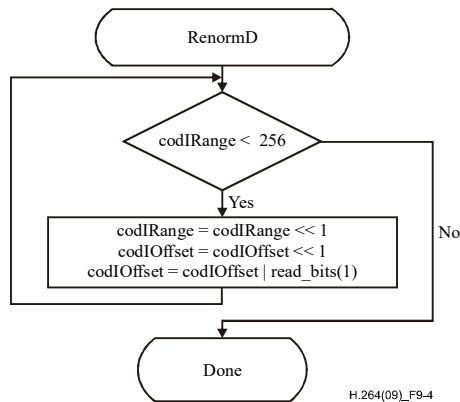 RenormD
codIRange < 256
Yes
codIRange = codIRange << 1
codIOffset = codIOffset << 1
codIOffset = codIOffset | read_bits(1)
No
Done
H.264(09)_F9-4